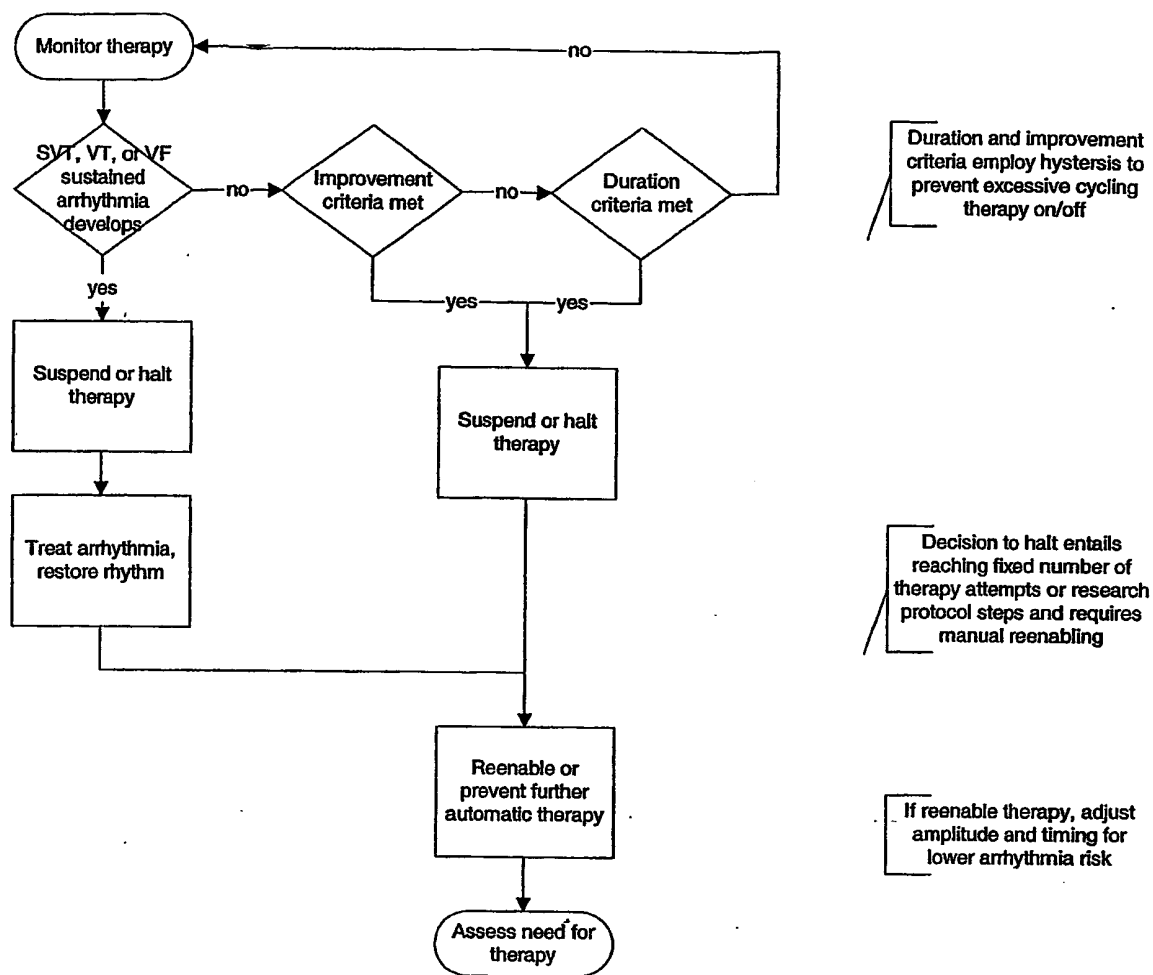 Monitor therapy
no
SVT, VT, or VF
sustained
arrhythmia
develops
no
Improvement
criteria met
no
Duration
criteria met
Duration and improvement
criteria employ hystersis to
prevent excessive cycling
therapy on/off
yes
yes
yes
Suspend or halt
therapy
Suspend or halt
therapy
Treat arrhythmia,
restore rhythm
Decision to halt entails
reaching fixed number of
therapy attempts or research
protocol steps and requires
manual reenabling
Reenable or
prevent further
automatic therapy
If reenable therapy, adjust
amplitude and timing for
lower arrhythmia risk
Assess need for
therapy